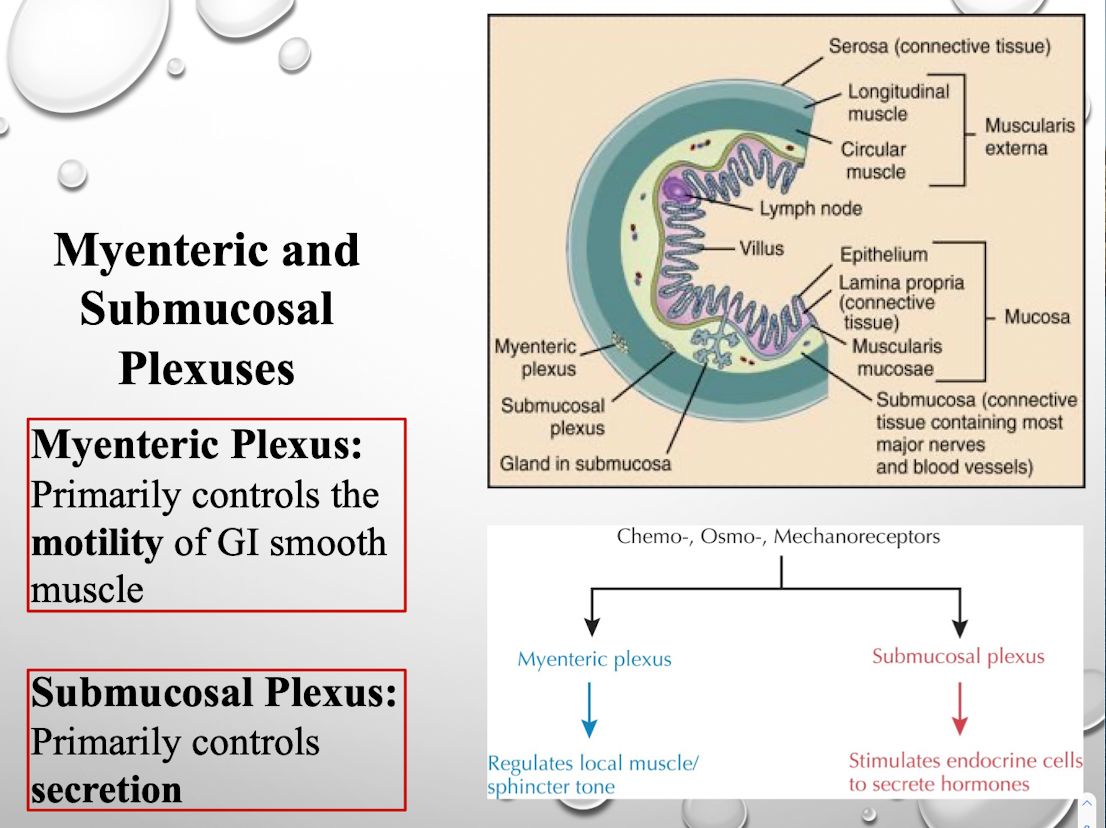 Myenteric and
Submucosal
Plexuses
Myenteric Plexus:
Primarily controls the
motility of GI smooth
muscle
Submucosal Plexus:
Primarily controls
secretion
Serosa (connective tissue)
Longitudinal
muscle
Circular
muscle
Muscularis
externa
Lymph node
Villus
Epithelium
Lamina propria
(connective
tissue)
Muscularis
mucosae
Mucosa
Myenteric
plexus
Submucosal
plexus
Gland in submucosa
Submucosa (connective
tissue containing most
major nerves
and blood vessels)
Chemo-, Osmo-, Mechanoreceptors
Myenteric plexus
Submucosal plexus
Regulates local muscle/
sphincter tone
Stimulates endocrine cells
to secrete hormones